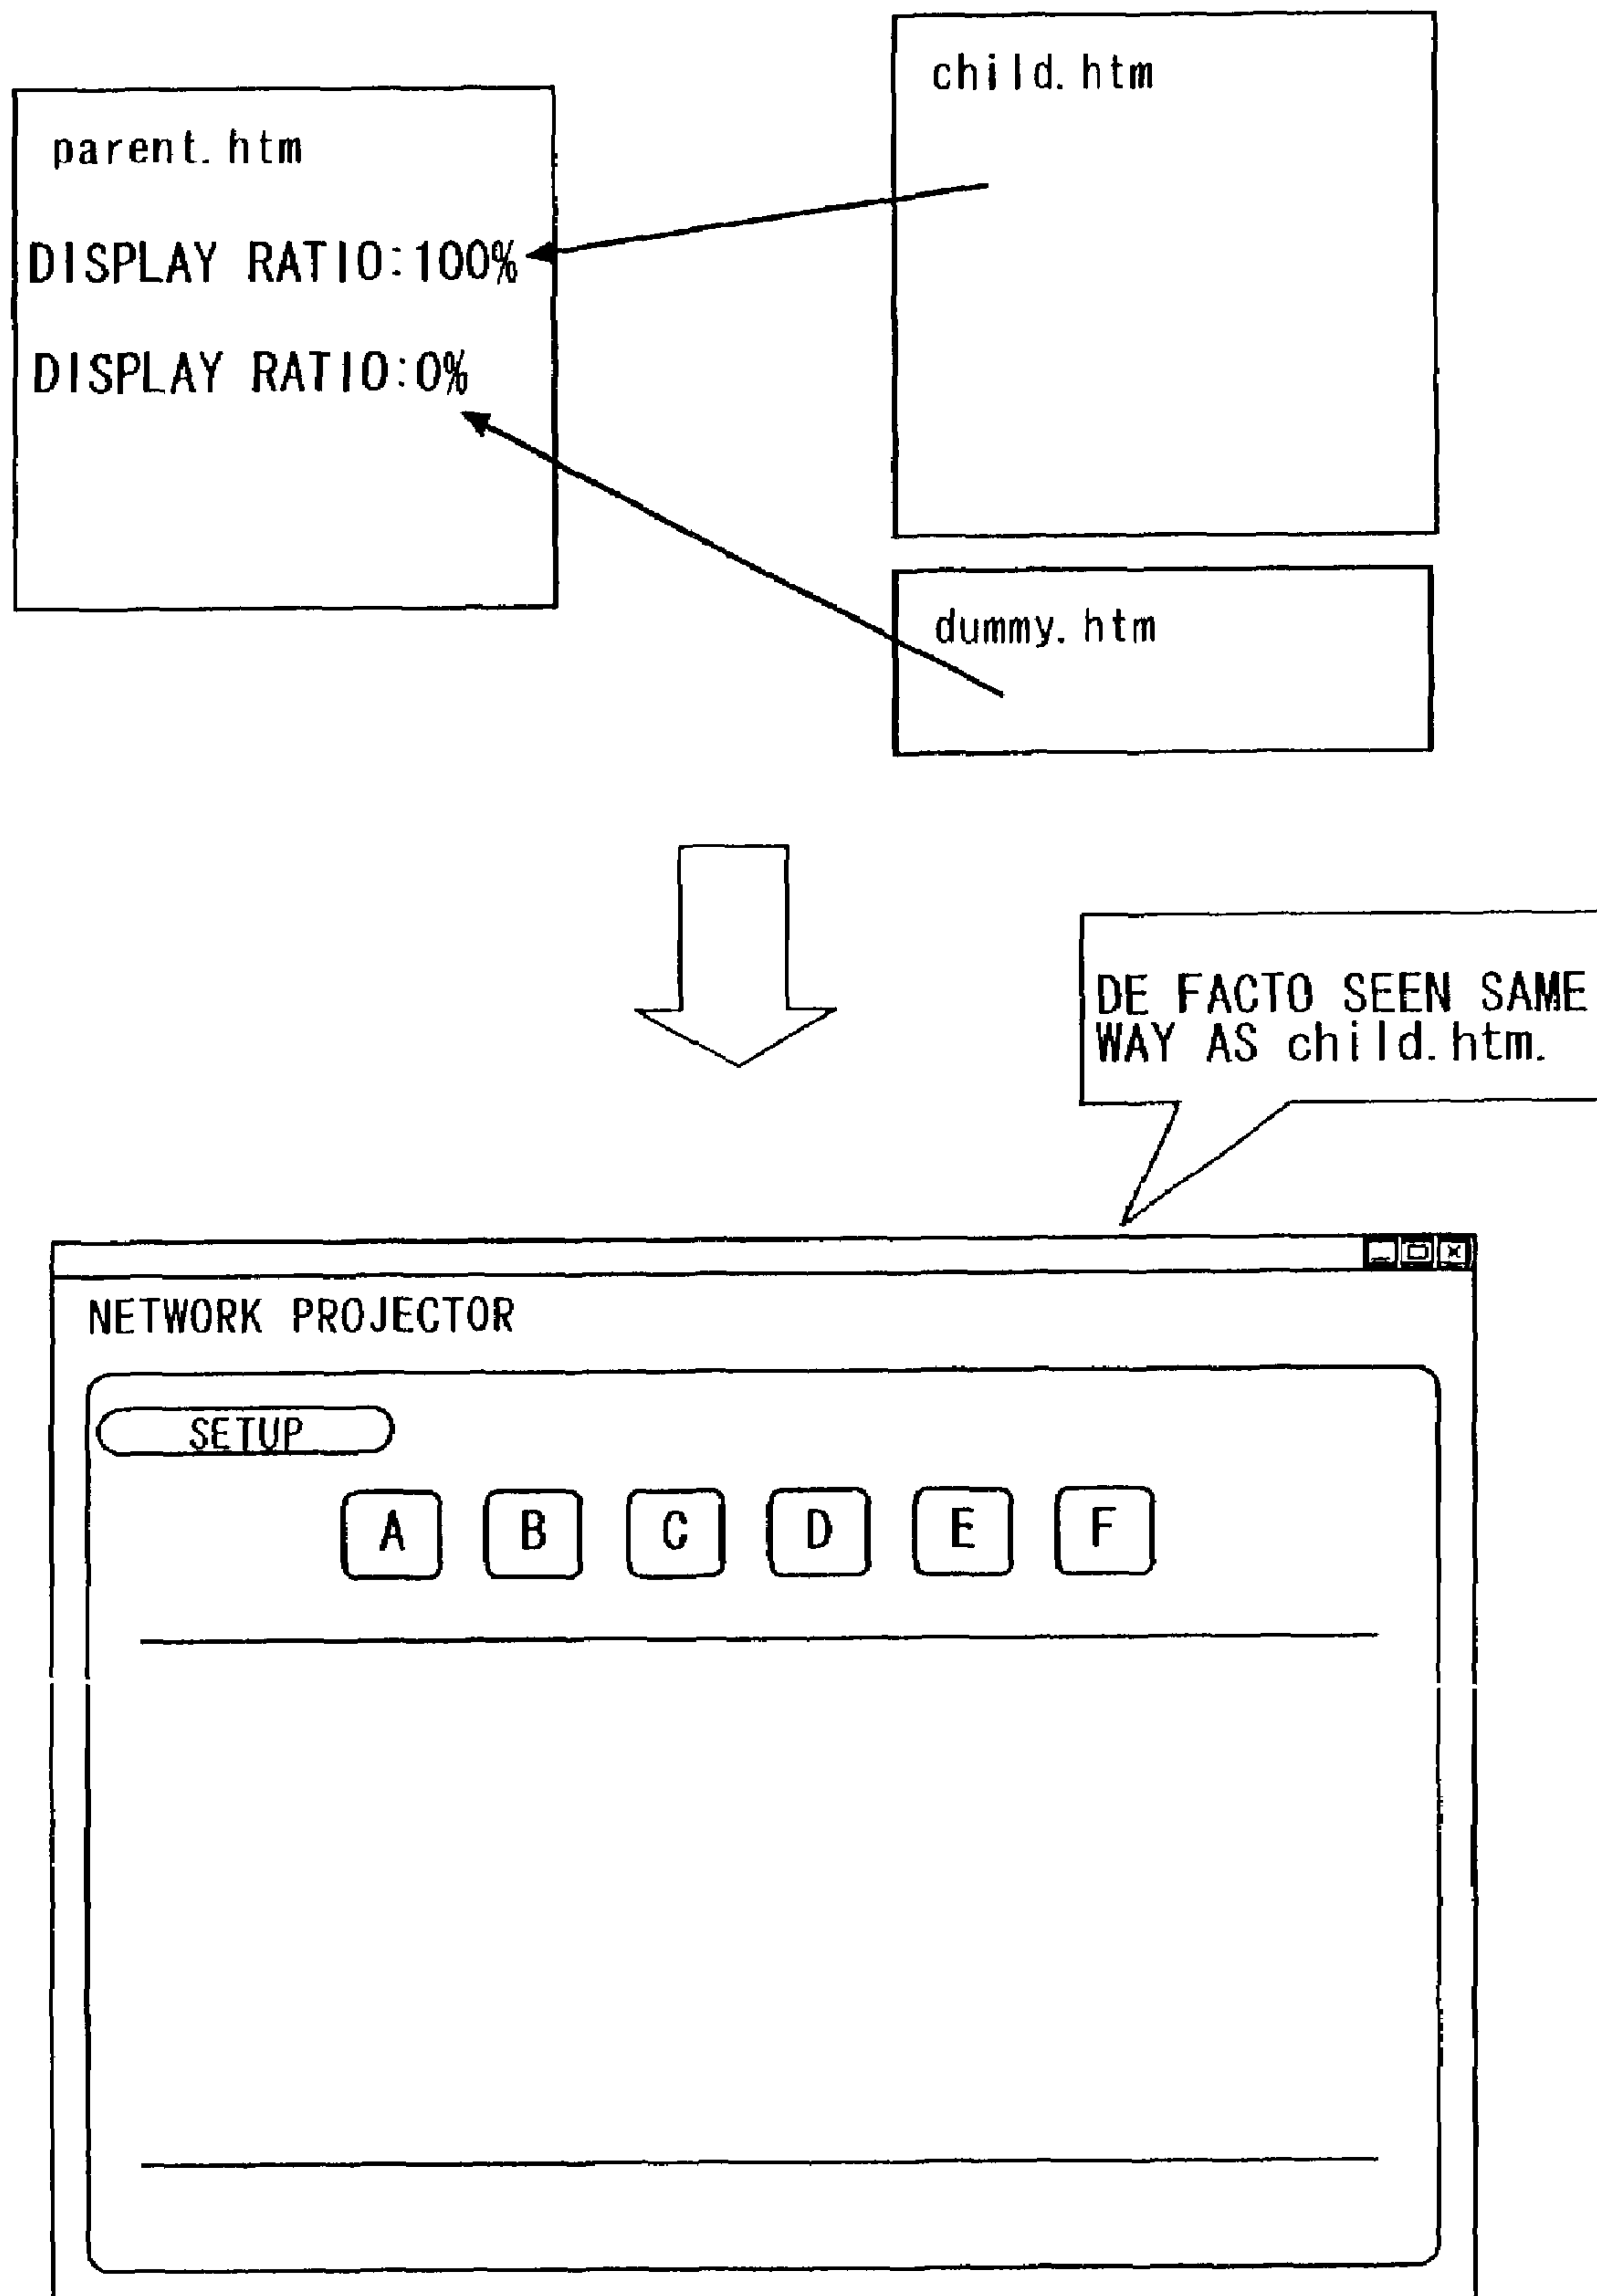 parent.htm
DISPLAY RATIO:100%
DISPLAY RATIO:0%
child.htm
dummy.htm
DE FACTO SEEN SAME
WAY AS child.htm.
NETWORK PROJECTOR
SETUP
A B C D E F